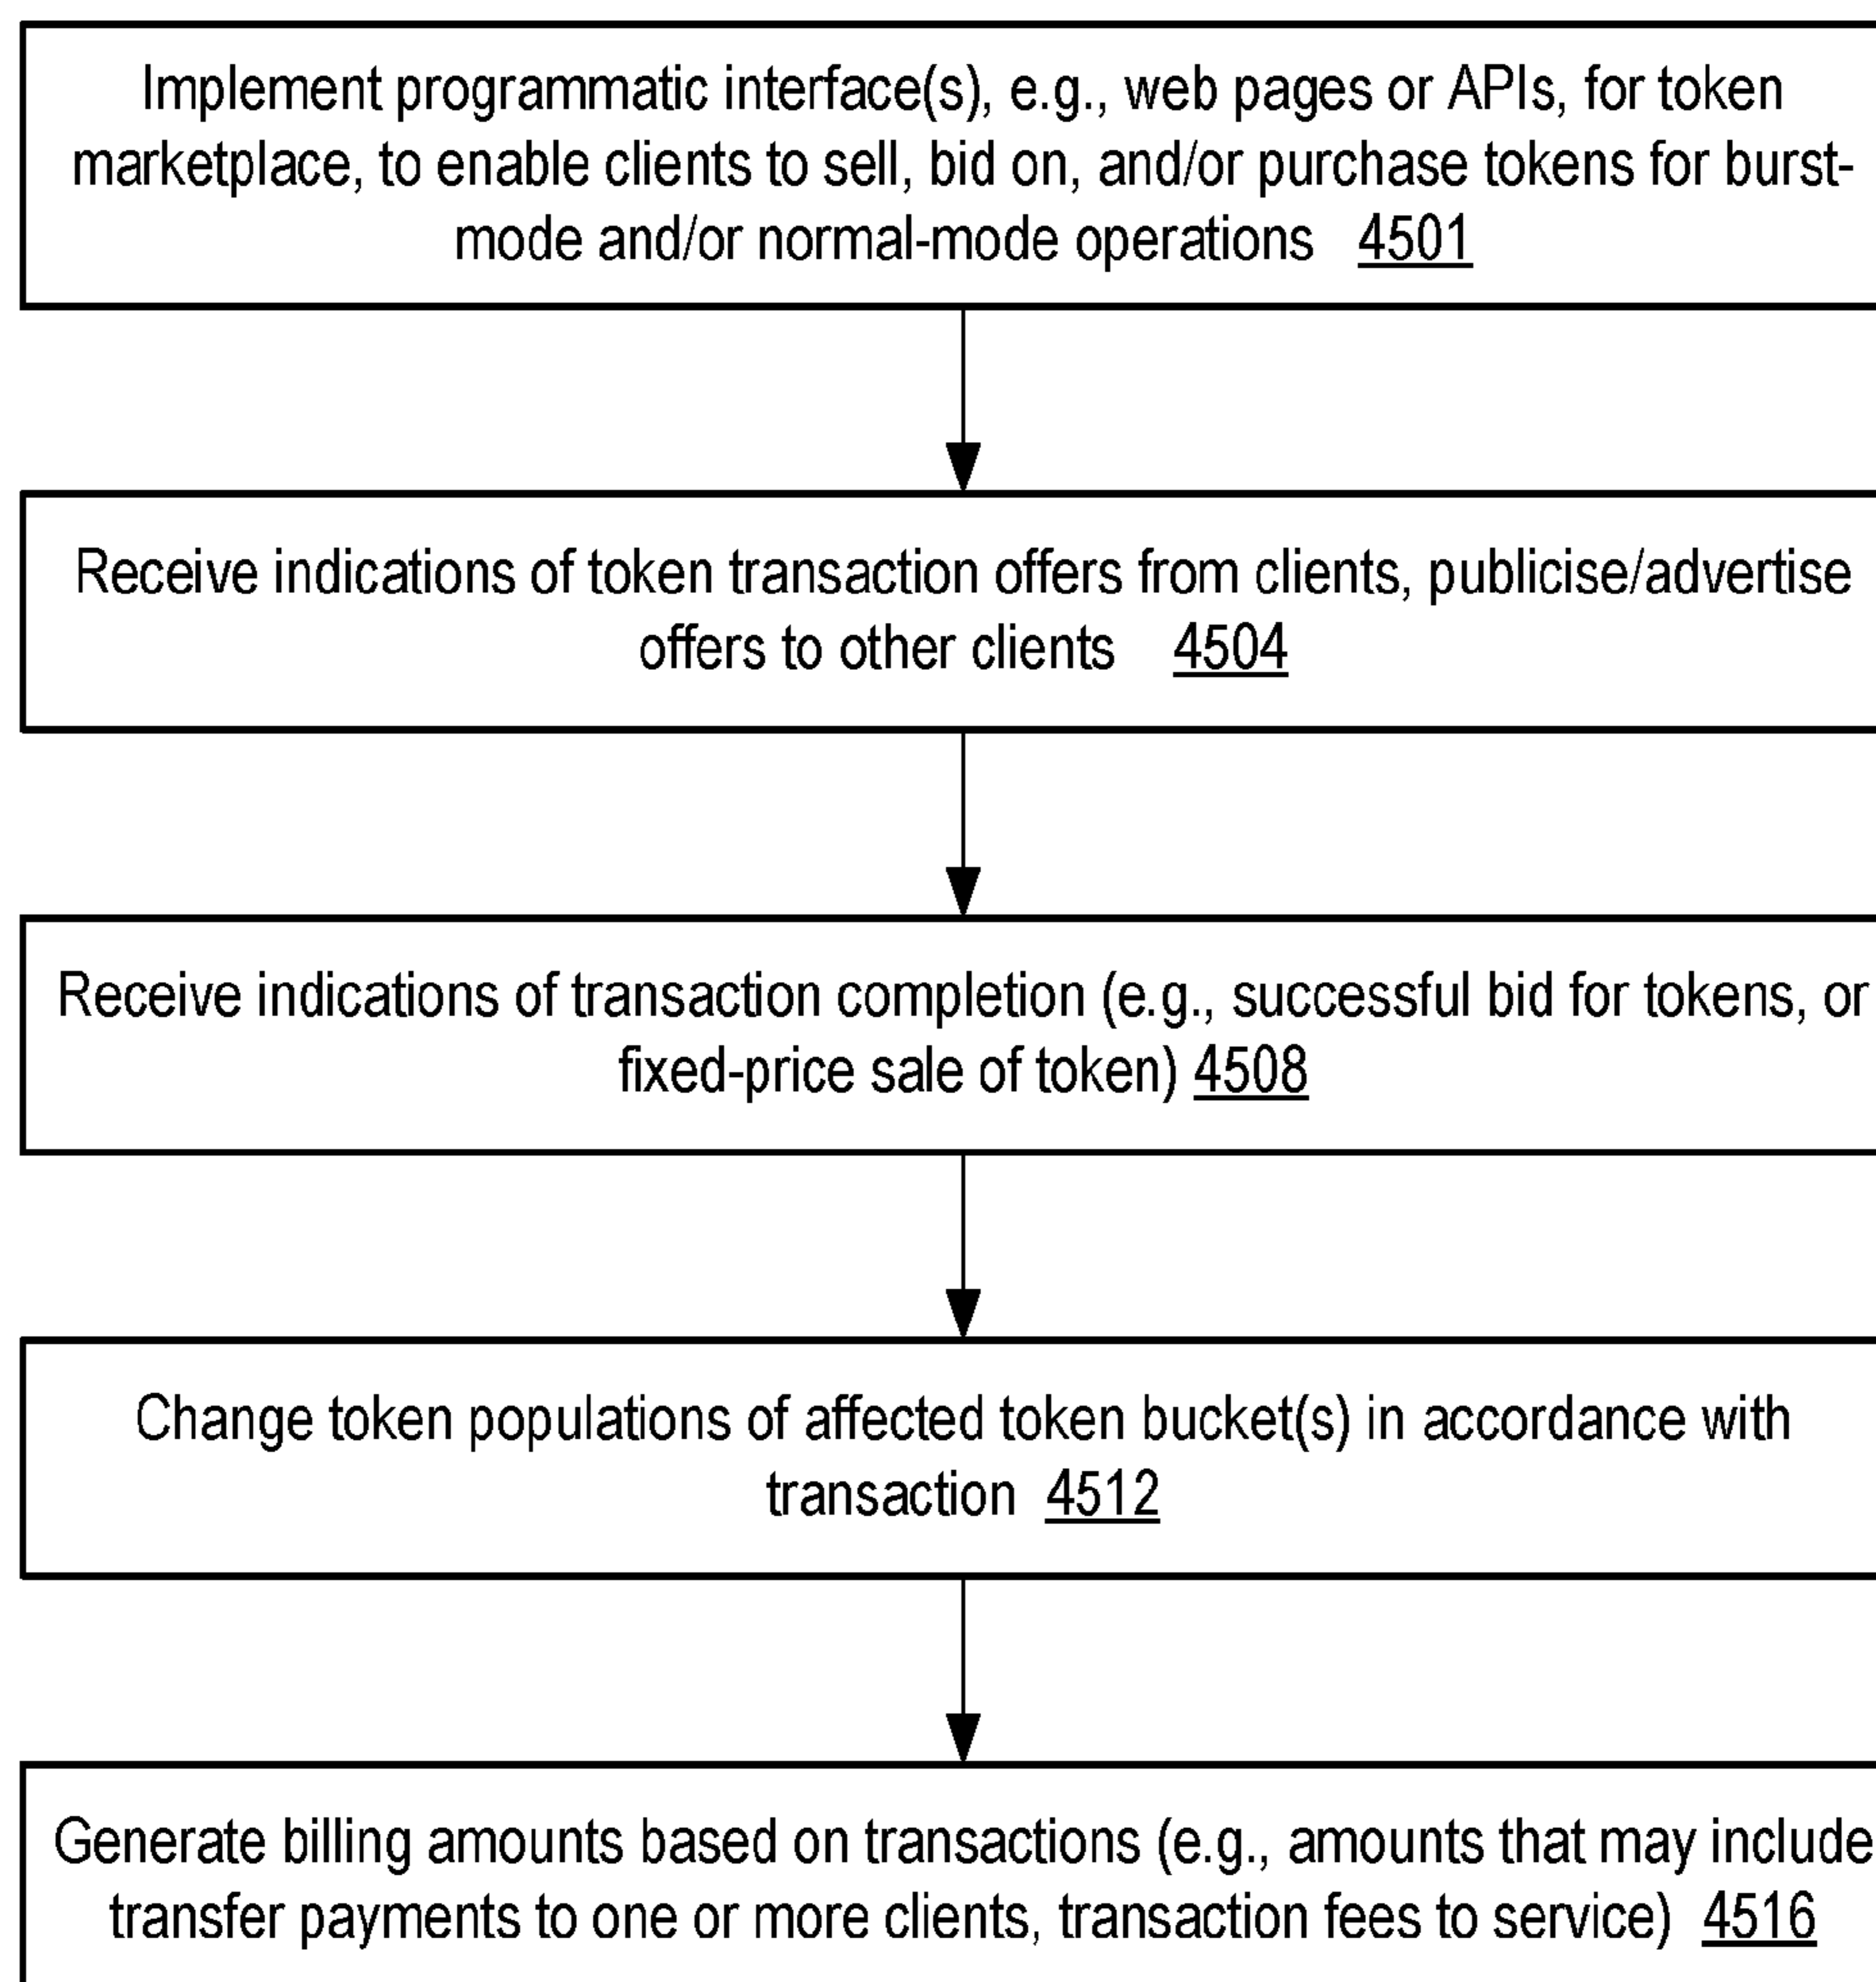 Implement programmatic interface(s), e.g., web pages or APIs, for token
marketplace, to enable clients to sell, bid on, and/or purchase tokens for burst-
mode and/or normal-mode operations 4501
Receive indications of token transaction offers from clients, publicise/advertise
offers to other clients 4504
Receive indications of transaction completion (e.g., successful bid for tokens, or
fixed-price sale of token) 4508
Change token populations of affected token bucket(s) in accordance with
transaction 4512
Generate billing amounts based on transactions (e.g., amounts that may include
transfer payments to one or more clients, transaction fees to service) 4516